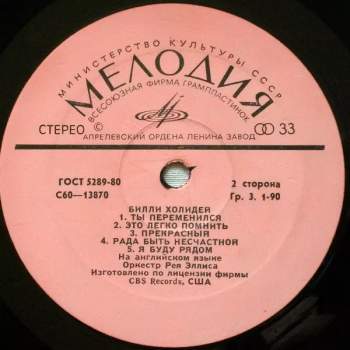 МИНИСТЕРСТВО КУЛЬТУРЫ СССР
МЕЛОДИЯ
ВСЕСОЮЗНАЯ ФИРМА ГРАМПЛАСТИНОК
СТЕРЕО © 33
АПРЕЛЕВСКИЙ ОРДЕНА ЛЕНИНА ЗАВОД
ГОСТ 5289-80 2 сторона
С60—13870 Гр. 3. 1-90
БИЛЛИ ХОЛИДЕЙ
1. ТЫ ПЕРЕМЕНИЛСЯ
2. ЭТО ЛЕГКО ПОМНИТЬ
3. ПРЕКРАСНЫЙ
4. РАДА БЫТЬ НЕСЧАСТНОЙ
5. Я БУДУ РЯДОМ
На английском языке
Оркестр Рея Эллиса
Изготовлено по лицензии фирмы
CBS Records, США